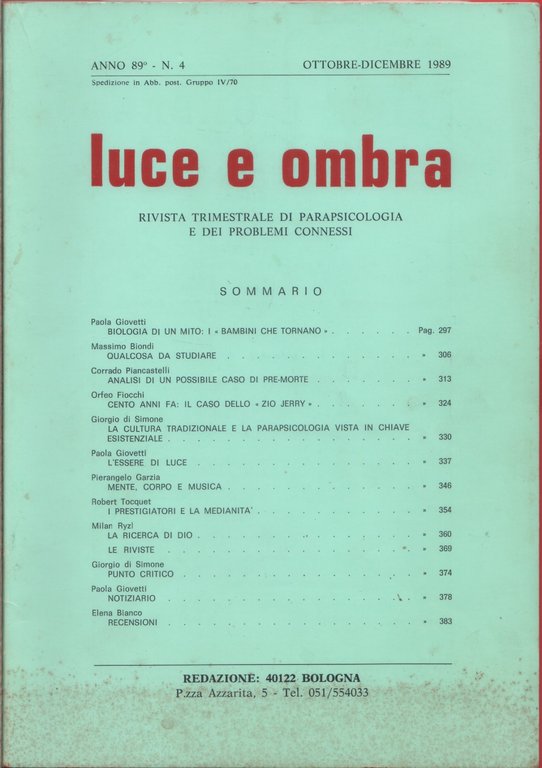 ANNO 89° - N. 4 OTTOBRE-DICEMBRE 1989
Spedizione in Abb. post. Gruppo IV/70
luce e ombra
RIVISTA TRIMESTRALE DI PARAPSICOLOGIA
E DEI PROBLEMI CONNESSI
SOMMARIO
Paola Giovetti
BIOLOGIA DI UN MITO: I « BAMBINI CHE TORNANO » . . . . . . Pag. 297
Massimo Biondi
QUALCOSA DA STUDIARE . . . . . . . . . . . . » 306
Corrado Piancastelli
ANALISI DI UN POSSIBILE CASO DI PRE-MORTE . . . . . . . » 313
Orfeo Fiocchi
CENTO ANNI FA: IL CASO DELLO « ZIO JERRY » . . . . . . . » 324
Giorgio di Simone
LA CULTURA TRADIZIONALE E LA PARAPSICOLOGIA VISTA IN CHIAVE
ESISTENZIALE . . . . . . . . . . . . . . . » 330
Paola Giovetti
L'ESSERE DI LUCE . . . . . . . . . . . . . . » 337
Pierangelo Garzia
MENTE, CORPO E MUSICA . . . . . . . . . . . . » 346
Robert Tocquet
I PRESTIGIATORI E LA MEDIANITA' . . . . . . . . . . » 354
Milan Ryzl
LA RICERCA DI DIO . . . . . . . . . . . . . . » 360
LE RIVISTE . . . . . . . . . . . . . . . » 369
Giorgio di Simone
PUNTO CRITICO . . . . . . . . . . . . . . . » 374
Paola Giovetti
NOTIZIARIO . . . . . . . . . . . . . . . » 378
Elena Bianco
RECENSIONI . . . . . . . . . . . . . . . » 383
REDAZIONE: 40122 BOLOGNA
P.zza Azzarita, 5 - Tel. 051/554033